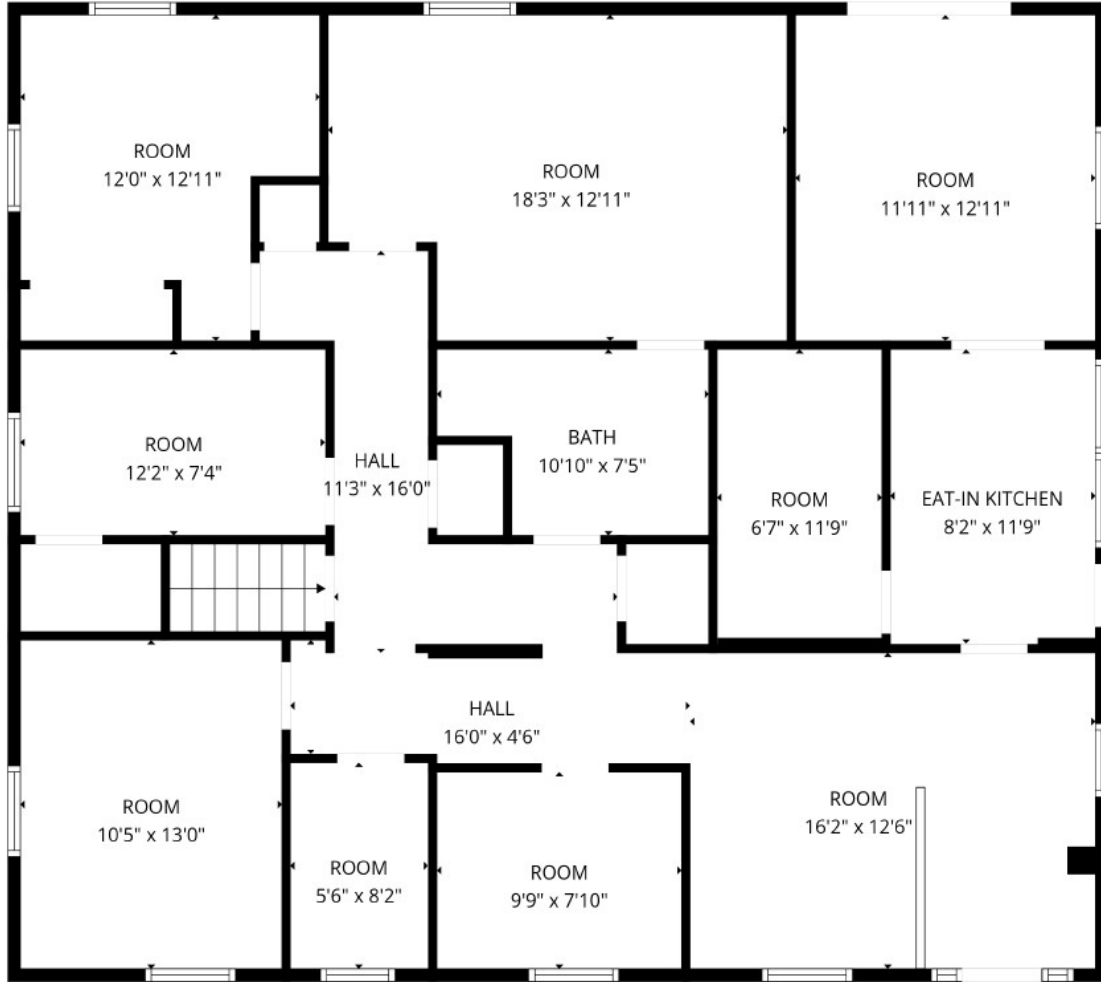 ROOM
12'0" x 12'11"
ROOM
18'3" x 12'11"
ROOM
11'11" x 12'11"
ROOM
12'2" x 7'4"
HALL
11'3" x 16'0"
BATH
10'10" x 7'5"
ROOM
6'7" x 11'9"
EAT-IN KITCHEN
8'2" x 11'9"
HALL
16'0" x 4'6"
ROOM
10'5" x 13'0"
ROOM
5'6" x 8'2"
ROOM
9'9" x 7'10"
ROOM
16'2" x 12'6"